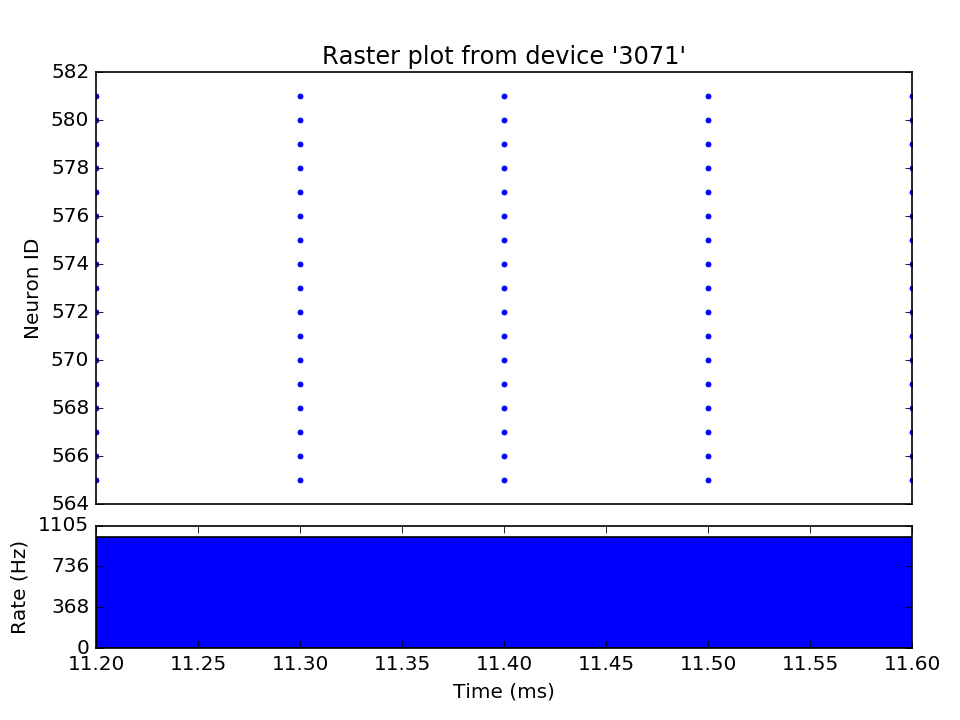 Raster plot from device '3071'
582
580
578
576
574
572
570
568
566
564
Neuron ID
1105
736
368
0
Rate (Hz)
11.20 11.25 11.30 11.35 11.40 11.45 11.50 11.55 11.60
Time (ms)